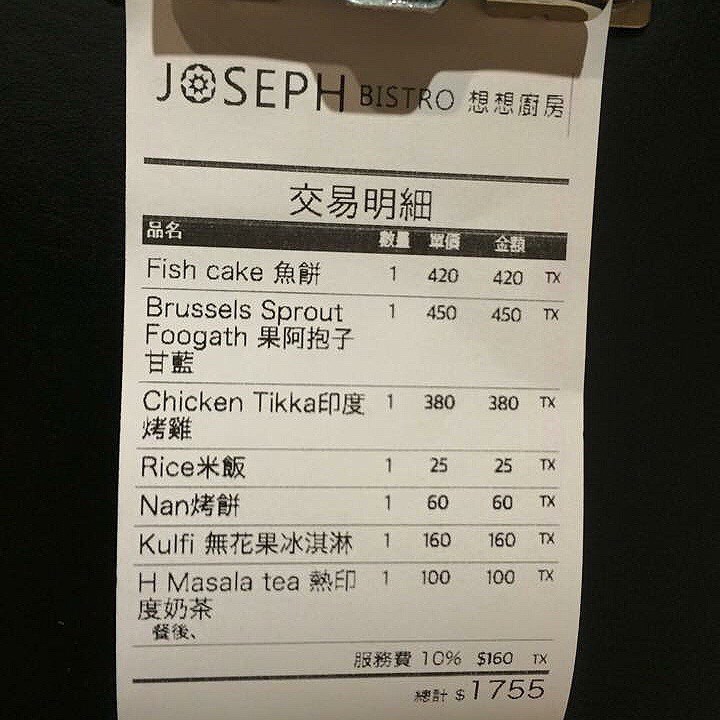 JOSEPH BISTRO 想想廚房
交易明細
品名 數量 單價 金額
Fish cake 魚餅 1 420 420 TX
Brussels Sprout 1 450 450 TX
Foogath 果阿抱子
甘藍
Chicken Tikka印度 1 380 380 TX
烤雞
Rice米飯 1 25 25 TX
Nan烤餅 1 60 60 TX
Kulfi 無花果冰淇淋 1 160 160 TX
H Masala tea 熱印 1 100 100 TX
度奶茶
餐後、
服務費 10% $160 TX
總計 $1755